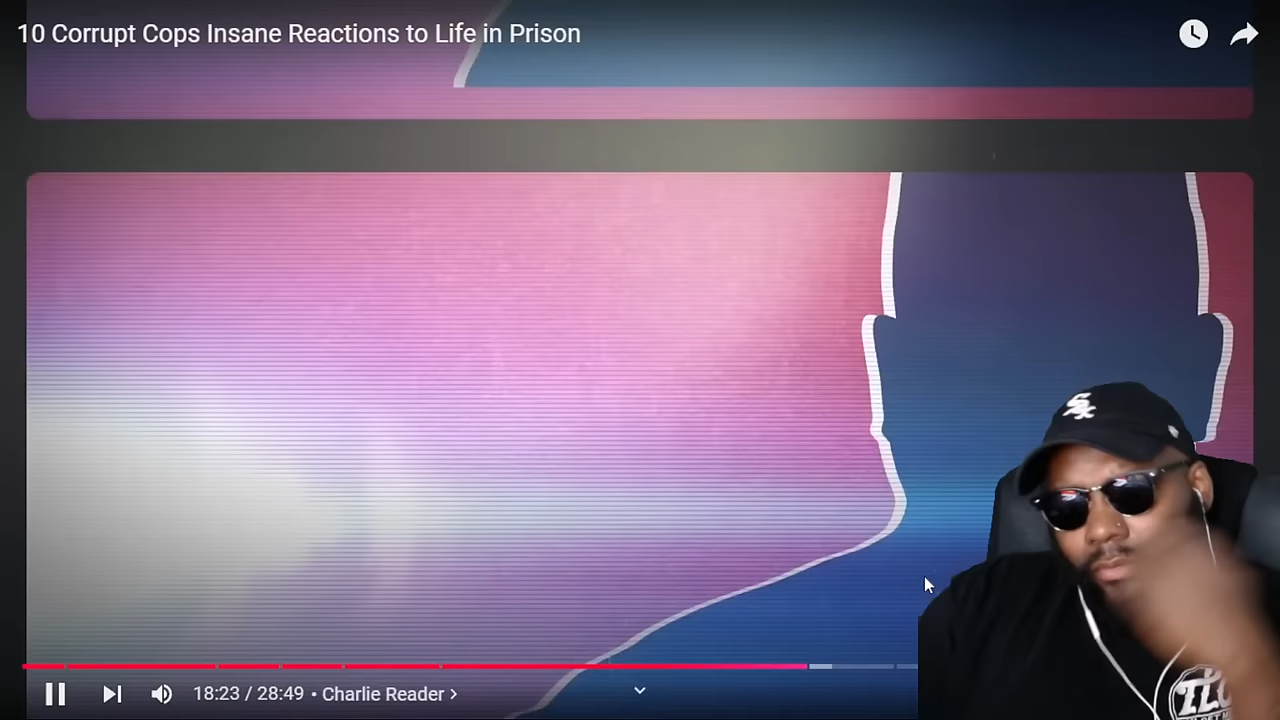 10 Corrupt Cops Insane Reactions to Life in Prison
18:23 / 28:49 • Charlie Reader >